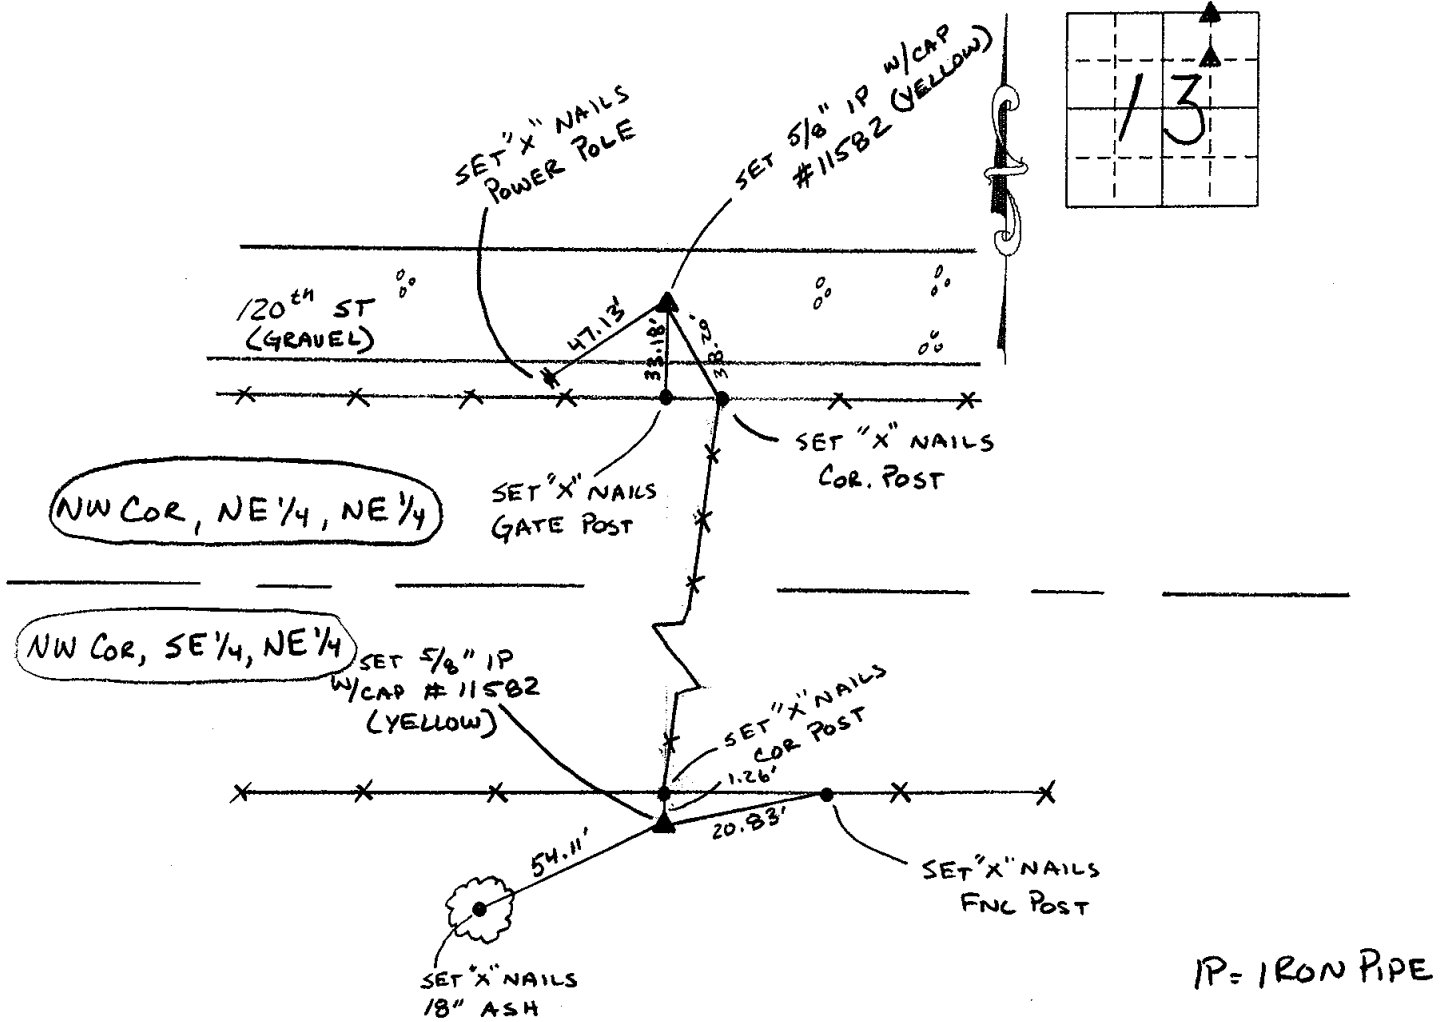 SET "X" NAILS
POWER POLE
SET 5/8" IP W/CAP
#11582 (YELLOW)
13
120th ST
(GRAVEL)
47.13'
33.18'
38.29'
SET "X" NAILS
COR. POST
SET "X" NAILS
GATE POST
NW COR, NE 1/4, NE 1/4
NW COR, SE 1/4, NE 1/4
SET 5/8" IP
W/CAP # 11582
(YELLOW)
SET "X" NAILS
COR POST
1.26'
20.83'
54.11'
SET "X" NAILS
FNC POST
SET "X" NAILS
18" ASH
IP = IRON PIPE